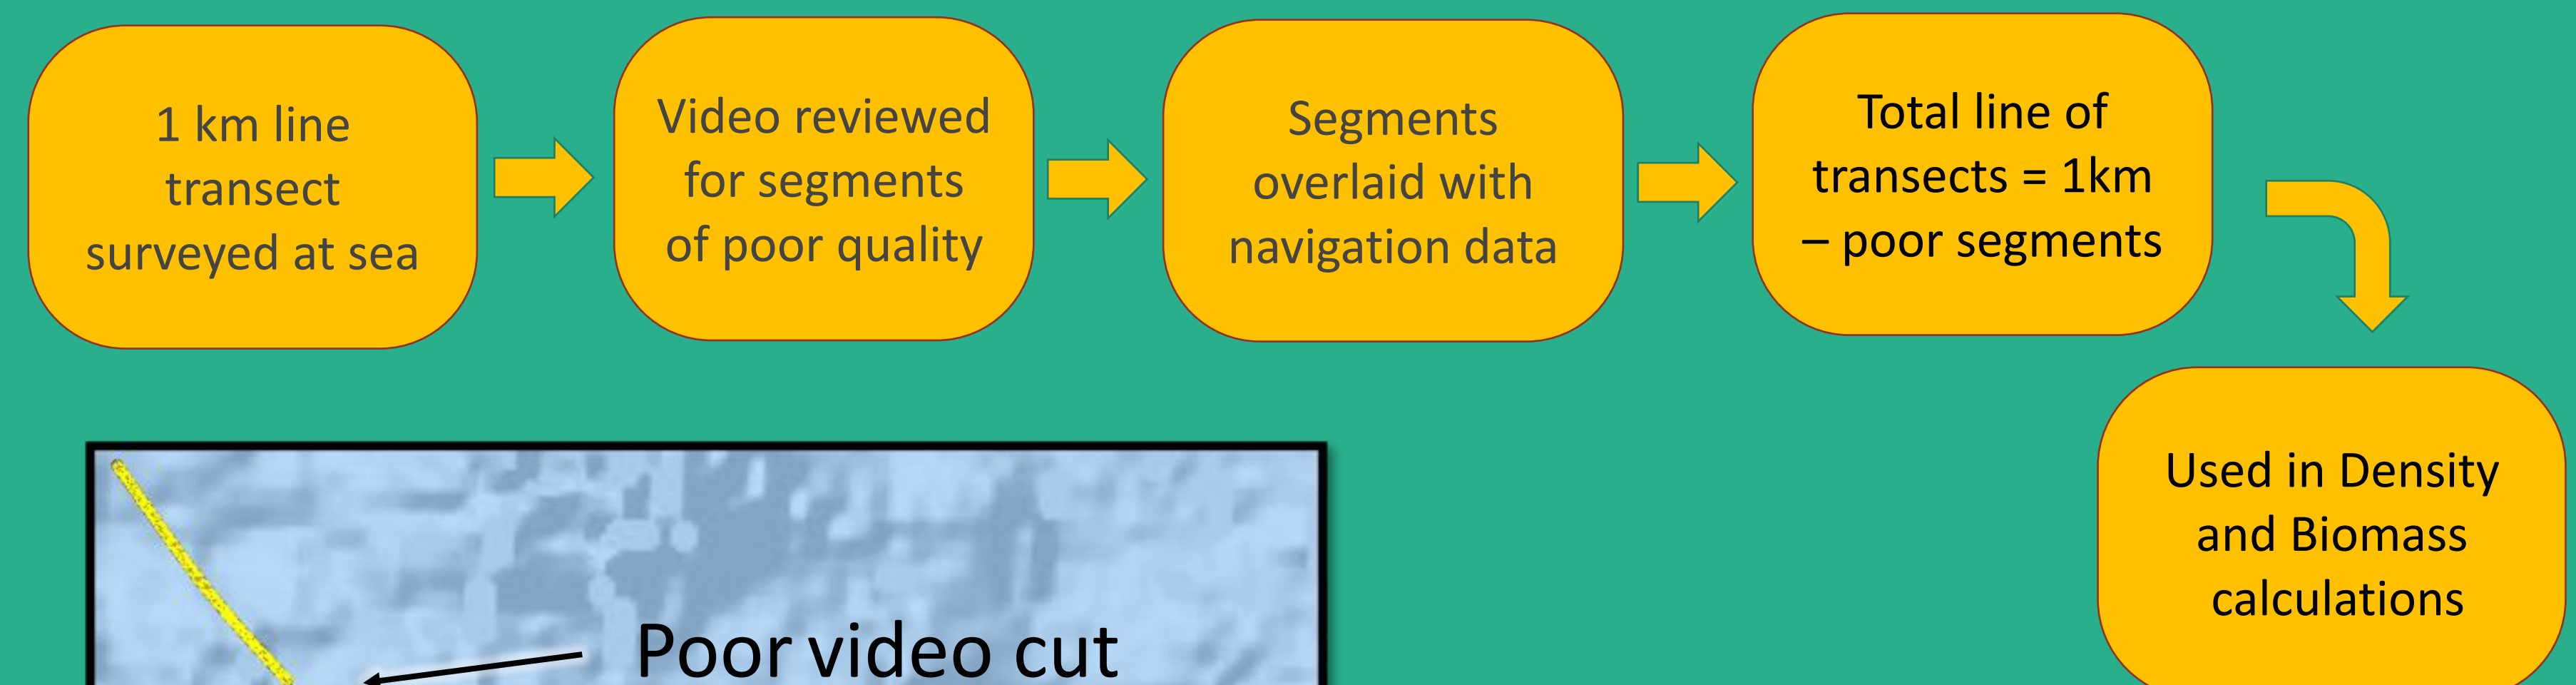 1 km line
transect
surveyed at sea
Video reviewed
for segments
of poor quality
Segments
overlaid with
navigation data
Total line of
transects = 1km
– poor segments
Used in Density
and Biomass
calculations
Poor video cut